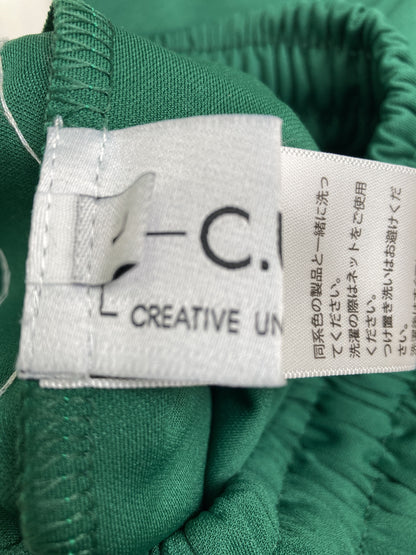 C.
CREATIVE UN
同系色の製品と一緒に洗っ
てください。
洗濯の際はネットをご使用
ください。
つけ置き洗いはお避けくだ
さい。